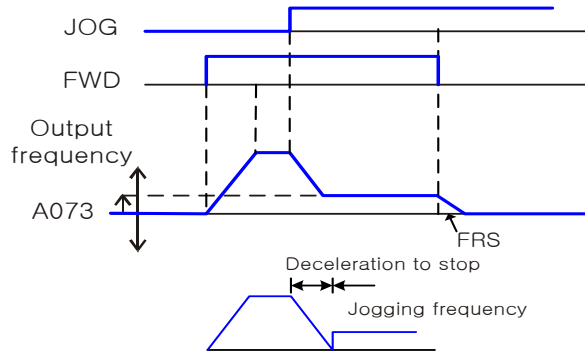 JOG
FWD
Output
frequency
A073
FRS
Deceleration to stop
Jogging frequency